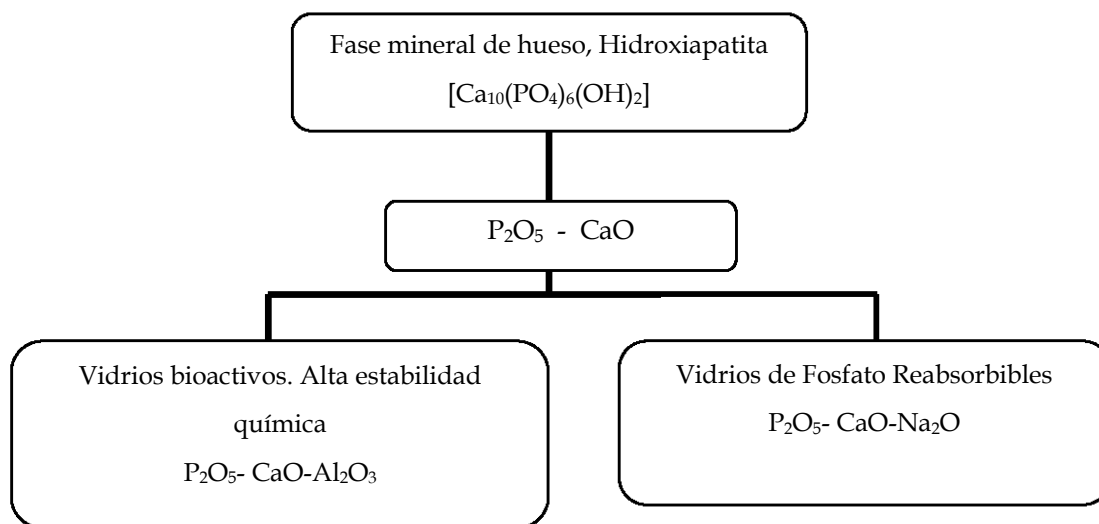 Fase mineral de hueso, Hidroxiapatita
[Ca₁₀(PO₄)₆(OH)₂]
P₂O₅ - CaO
Vidrios bioactivos. Alta estabilidad
química
P₂O₅- CaO-Al₂O₃
Vidrios de Fosfato Reabsorbibles
P₂O₅- CaO-Na₂O